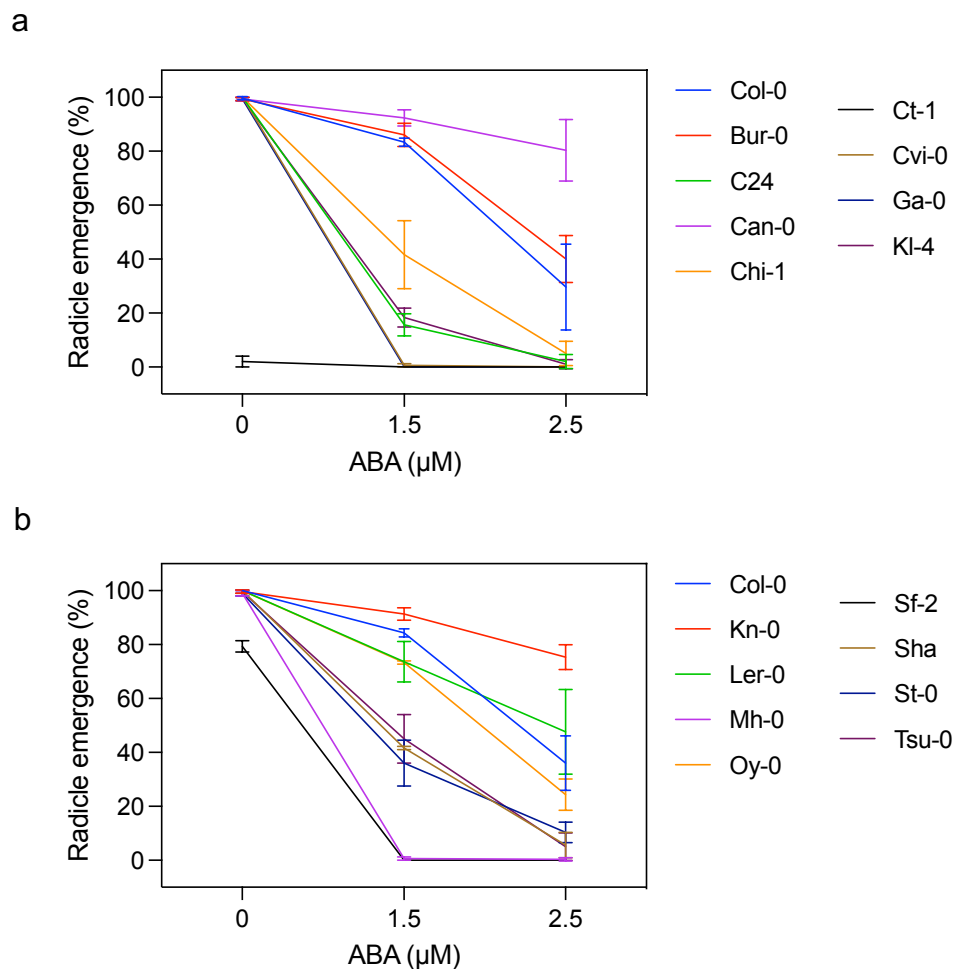 a
Radicle emergence (%)
100
80
60
40
20
0
0 1.5 2.5
ABA (µM)
Col-0
Bur-0
C24
Can-0
Chi-1
Ct-1
Cvi-0
Ga-0
Kl-4
b
Radicle emergence (%)
100
80
60
40
20
0
0 1.5 2.5
ABA (µM)
Col-0
Kn-0
Ler-0
Mh-0
Oy-0
Sf-2
Sha
St-0
Tsu-0